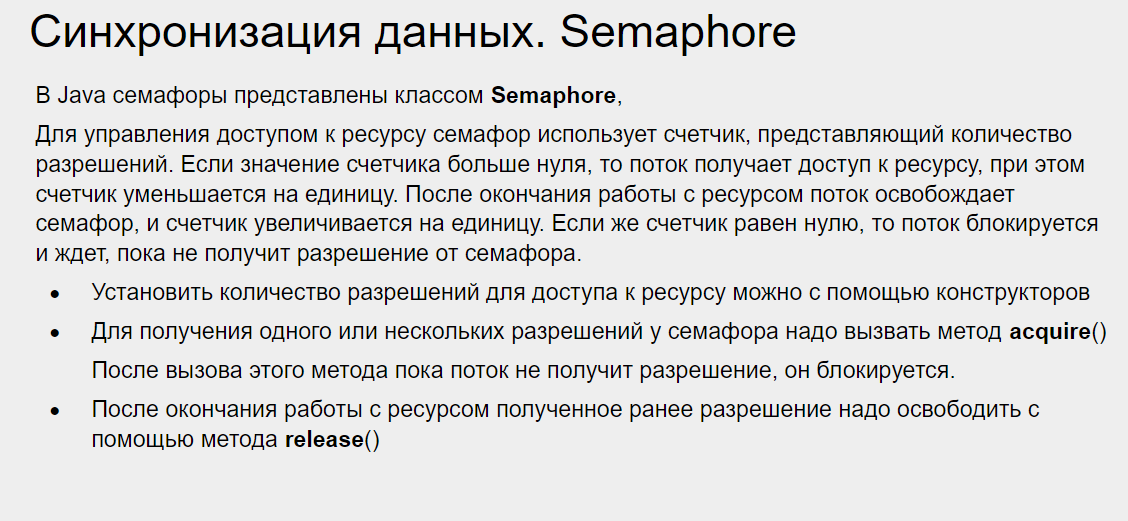 Синхронизация данных. Semaphore
В Java семафоры представлены классом Semaphore,
Для управления доступом к ресурсу семафор использует счетчик, представляющий количество
разрешений. Если значение счетчика больше нуля, то поток получает доступ к ресурсу, при этом
счетчик уменьшается на единицу. После окончания работы с ресурсом поток освобождает
семафор, и счетчик увеличивается на единицу. Если же счетчик равен нулю, то поток блокируется
и ждет, пока не получит разрешение от семафора.
● Установить количество разрешений для доступа к ресурсу можно с помощью конструкторов
● Для получения одного или нескольких разрешений у семафора надо вызвать метод acquire()
После вызова этого метода пока поток не получит разрешение, он блокируется.
● После окончания работы с ресурсом полученное ранее разрешение надо освободить с
помощью метода release()